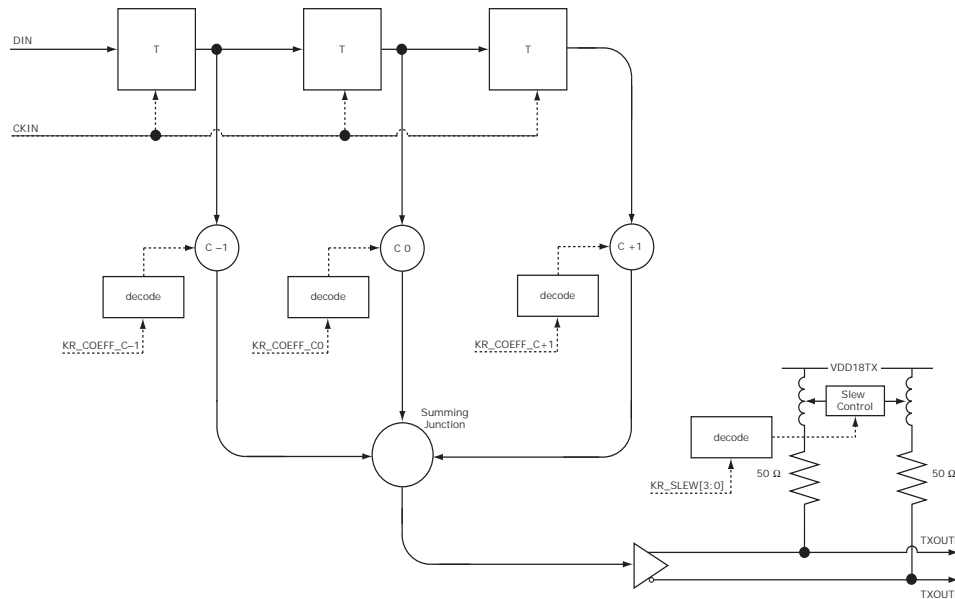 DIN
T
T
T
CKIN
C –1
C 0
C +1
decode
decode
decode
KR_COEFF_C–1
KR_COEFF_C0
KR_COEFF_C+1
VDD18TX
Slew
Control
Summing
Junction
decode
KR_SLEW[3:0]
50 Ω
50 Ω
TXOUT
TXOUT